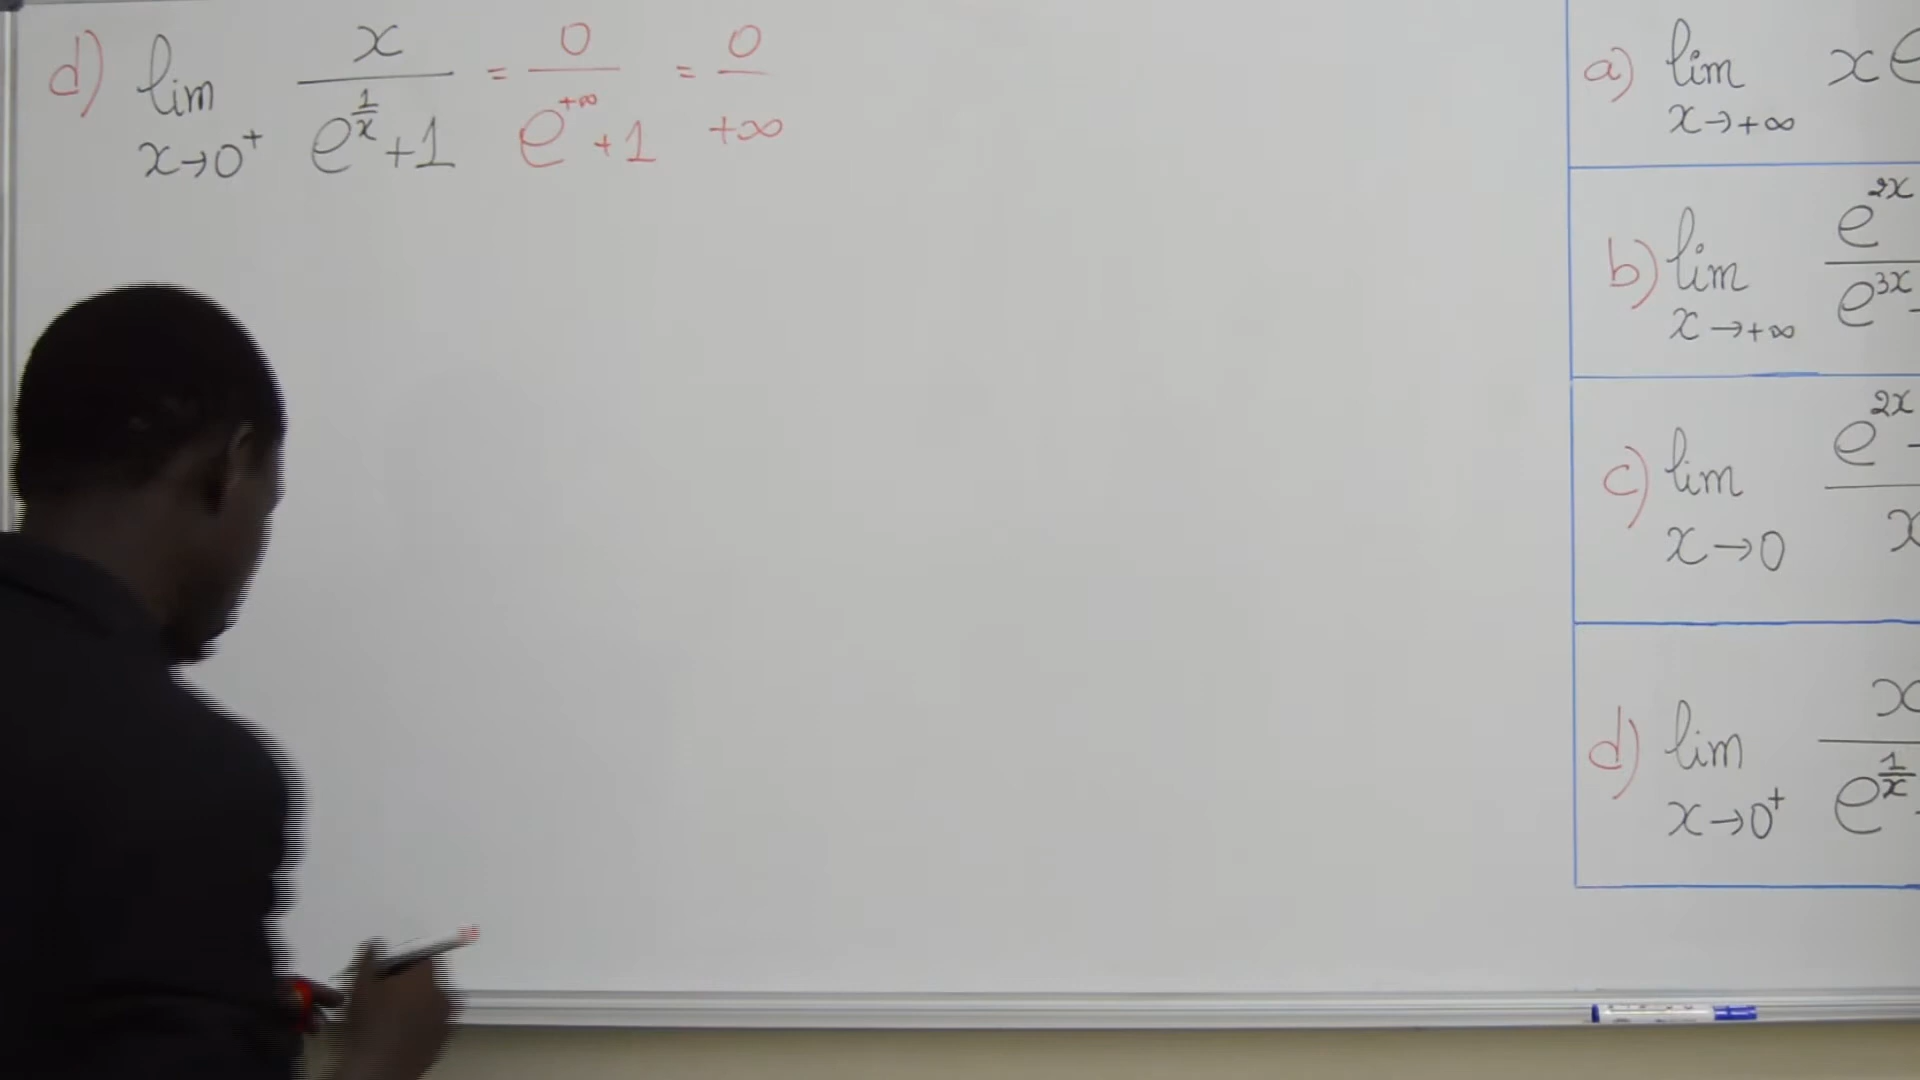 d) lim x→0⁺ x / (e^(1/x) + 1) = 0 / (e^(+∞) + 1) = 0 / +∞
a) lim x→+∞ xe
b) lim x→+∞ e^(2x) / e^(3x) -
c) lim x→0 e^(2x) - / x
d) lim x→0⁺ x / e^(1/x)